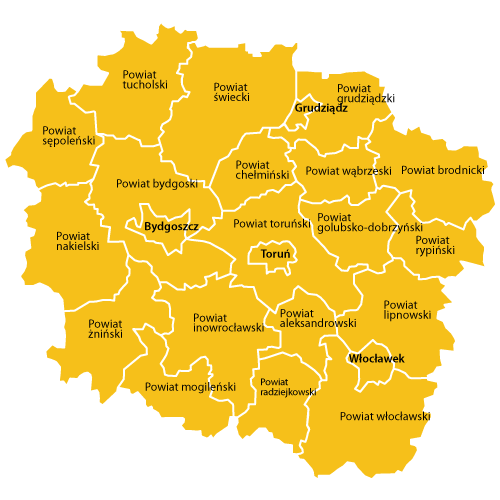 Powiat
tucholski
Powiat
świecki
Powiat
grudziądzki
Grudziądz
Powiat
sępoleński
Powiat
chełmiński
Powiat wąbrzeski
Powiat brodnicki
Powiat bydgoski
Bydgoszcz
Powiat toruński
Powiat
golubsko-dobrzyński
Powiat
nakielski
Powiat
rypiński
Toruń
Powiat
żniński
Powiat
inowrocławski
Powiat
aleksandrowski
Powiat
lipnowski
Włocławek
Powiat mogileński
Powiat
radziejkowski
Powiat włocławski